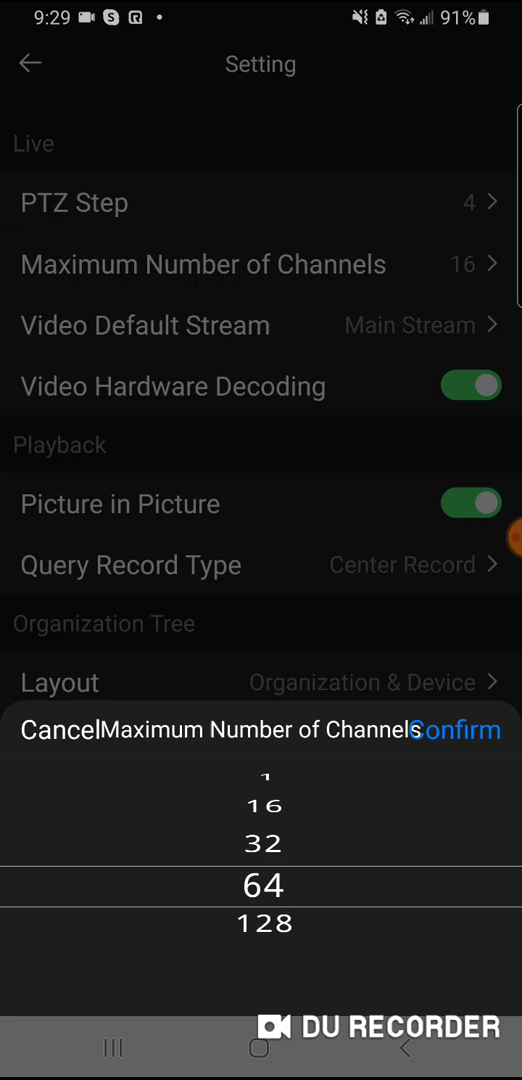 9:29 91%
Setting
Live
PTZ Step 4
Maximum Number of Channels 16
Video Default Stream Main Stream
Video Hardware Decoding
Playback
Picture in Picture
Query Record Type Center Record
Organization Tree
Layout Organization & Device
Cancel Maximum Number of Channels Confirm
1
16
32
64
128
DU RECORDER